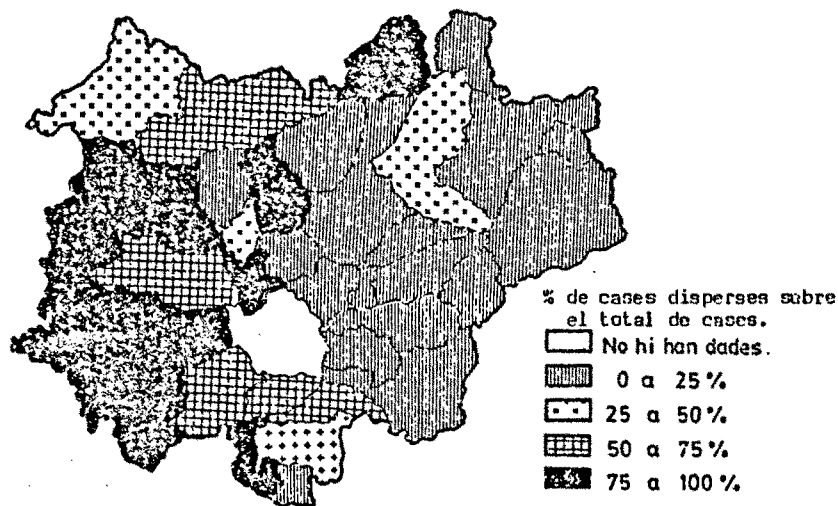 % de cases disperses sobre
el total de cases.
No hi han dades.
0 a 25%
25 a 50%
50 a 75%
75 a 100%